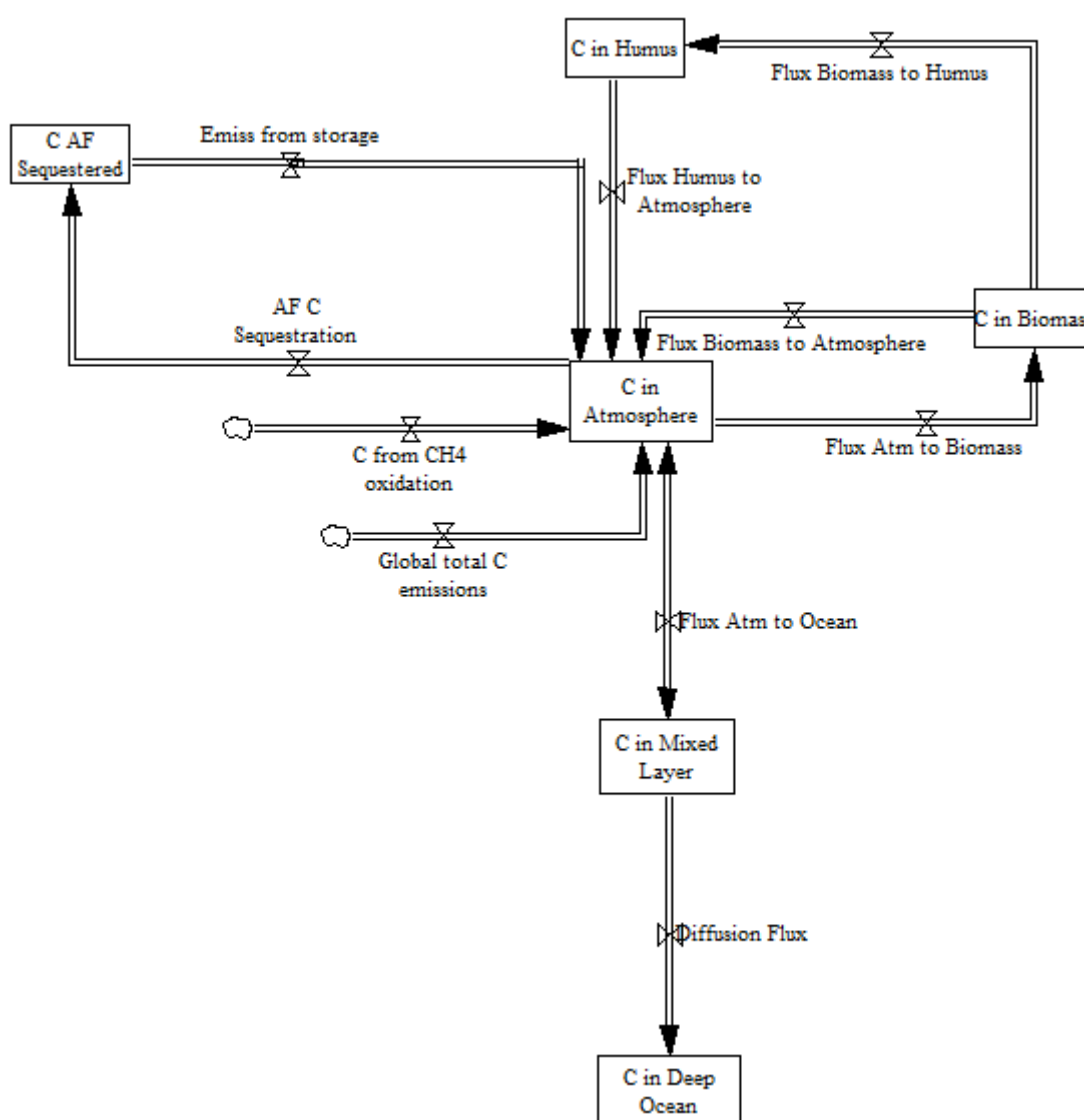 C in Humus
Flux Biomass to Humus
C AF
Sequestered
Emiss from storage
Flux Humus to
Atmosphere
AF C
Sequestration
C in Biomas
Flux Biomass to Atmosphere
C in
Atmosphere
Flux Atm to Biomass
C from CH4
oxidation
Global total C
emissions
Flux Atm to Ocean
C in Mixed
Layer
Diffusion Flux
C in Deep
Ocean